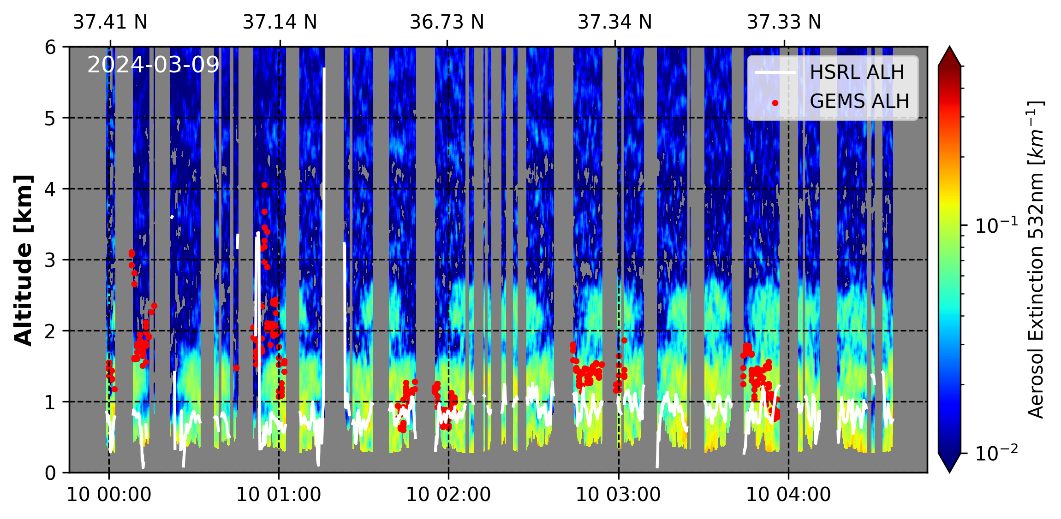 37.41 N 37.14 N 36.73 N 37.34 N 37.33 N
2024-03-09
HSRL ALH
GEMS ALH
6
5
4
3
2
1
0
Altitude [km]
10 00:00 10 01:00 10 02:00 10 03:00 10 04:00
10⁻¹
10⁻²
Aerosol Extinction 532nm [km⁻¹]